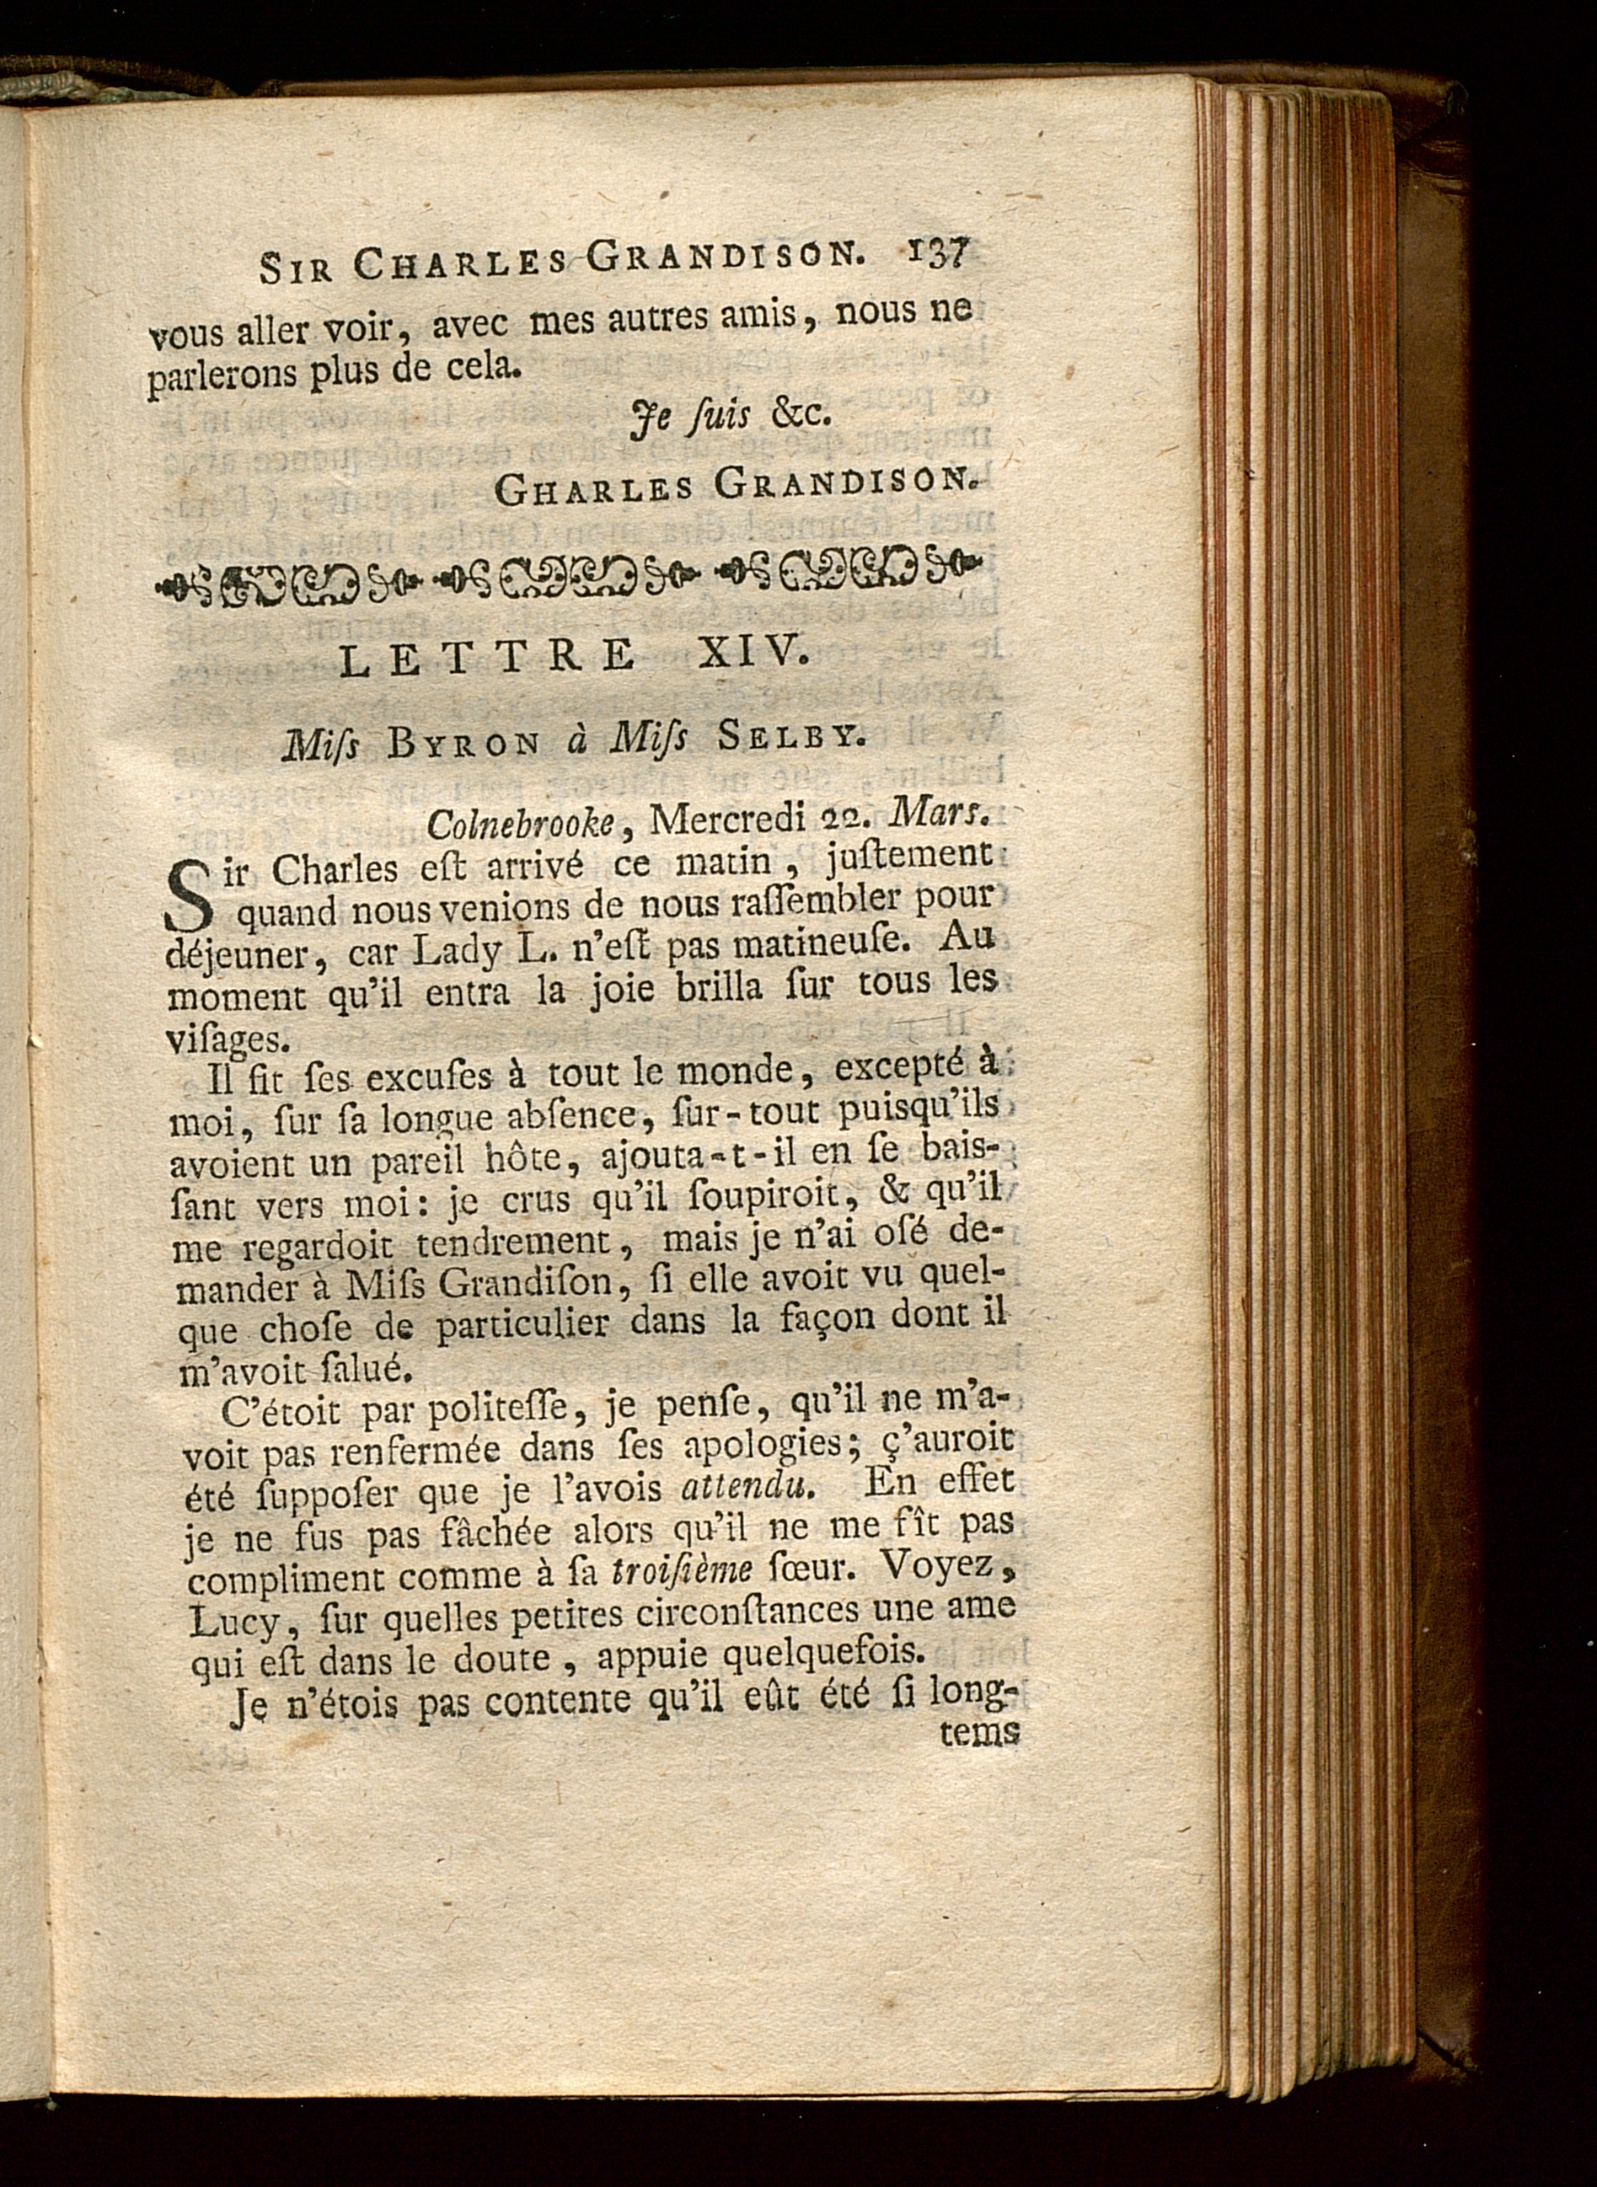 SIR CHARLES GRANDISON. 137
vous aller voir, avec mes autres amis, nous ne
parlerons plus de cela.
Je ſuis &c.
GHARLES GRANDISON.
LETTRE XIV.
Miſs BYRON à Miſs SELBY.
Colnebrooke, Mercredi 22. Mars.
Sir Charles eſt arrivé ce matin, juſtement
quand nous venions de nous raſſembler pour
déjeuner, car Lady L. n'eſt pas matineuſe. Au
moment qu'il entra la joie brilla ſur tous les
viſages.
Il fit ſes excuſes à tout le monde, excepté à
moi, ſur ſa longue abſence, ſur-tout puisqu'ils
avoient un pareil hôte, ajouta-t-il en ſe bais-
ſant vers moi: je crus qu'il ſoupiroit, & qu'il
me regardoit tendrement, mais je n'ai oſé de-
mander à Miſs Grandiſon, ſi elle avoit vu quel-
que choſe de particulier dans la façon dont il
m'avoit ſalué.
C'étoit par politeſſe, je penſe, qu'il ne m'a-
voit pas renfermée dans ſes apologies; ç'auroit
été ſuppoſer que je l'avois attendu. En effet
je ne fus pas fâchée alors qu'il ne me fît pas
compliment comme à ſa troiſième ſœur. Voyez,
Lucy, ſur quelles petites circonſtances une ame
qui eſt dans le doute, appuie quelquefois.
Je n'étois pas contente qu'il eût été ſi long-
tems